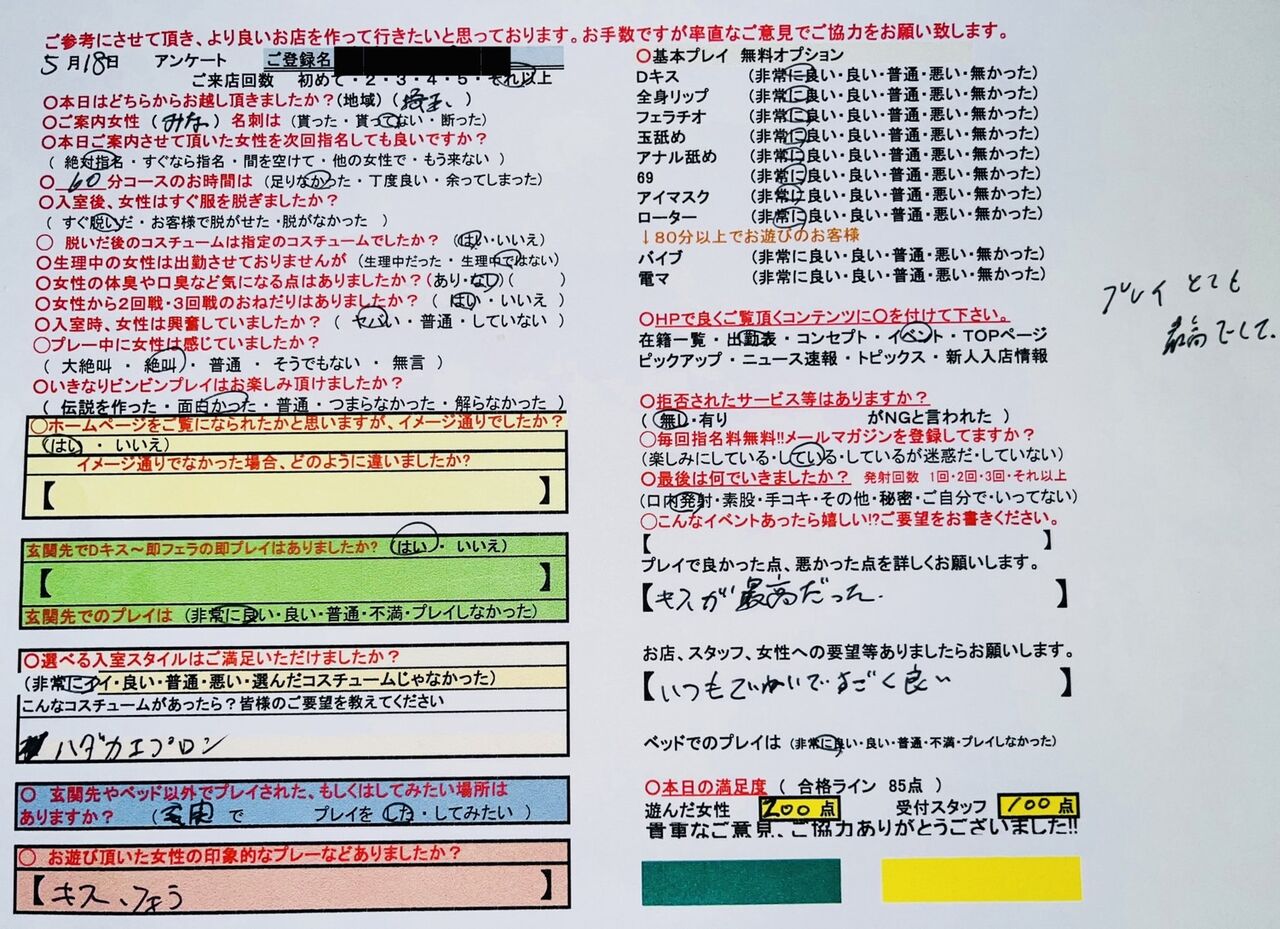 ご参考にさせて頂き、より良いお店を作って行きたいと思っております。お手数ですが率直なご意見でご協力をお願い致します。
5月18日 アンケート ご登録名
ご来店回数 初めて・2・3・4・5・それ以上
〇本日はどちらからお越し頂きましたか?(地域)(埼玉)
〇ご案内女性(みな)名刺は(貰った・貰ってない・断った)
〇本日ご案内させて頂いた女性を次回指名しても良いですか?
(絶対指名・すぐなら指名・間を空けて・他の女性で・もう来ない)
〇60分コースのお時間は(足りなかった・丁度良い・余ってしまった)
〇入室後、女性はすぐ服を脱ぎましたか?
(すぐ脱いだ・お客様で脱がせた・脱がなかった)
〇 脱いだ後のコスチュームは指定のコスチュームでしたか?(はい・いいえ)
〇生理中の女性は出勤させておりませんが(生理中だった・生理中ではない)
〇女性の体臭や口臭など気になる点はありましたか?(あり・なし)( )
〇女性から2回戦・3回戦のおねだりはありましたか?(はい・いいえ)
〇入室時、女性は興奮していましたか?(ヤバい・普通・していない)
〇プレー中に女性は感じていましたか?
(大絶叫・絶叫・普通・そうでもない・無言)
〇いきなりビンビンプレイはお楽しみ頂けましたか?
(伝説を作った・面白かった・普通・つまらなかった・解らなかった)
〇ホームページをご覧になられたかと思いますが、イメージ通りでしたか?
(はい・いいえ)
イメージ通りでなかった場合、どのように違いましたか?
【 】
玄関先でDキス～即フェラの即プレイはありましたか?(はい・いいえ)
【 】
玄関先でのプレイは(非常に良い・良い・普通・不満・プレイしなかった)
〇選べる入室スタイルはご満足いただけましたか?
(非常にイイ・良い・普通・悪い・選んだコスチュームじゃなかった)
こんなコスチュームがあったら?皆様のご要望を教えてください
ハダカエプロン
〇 玄関先やベッド以外でプレイされた、もしくはしてみたい場所は
ありますか?( で プレイを した・してみたい)
〇 お遊び頂いた女性の印象的なプレーなどありましたか?
【キス、フェラ】
〇基本プレイ 無料オプション
Dキス (非常に良い・良い・普通・悪い・無かった)
全身リップ (非常に良い・良い・普通・悪い・無かった)
フェラチオ (非常に良い・良い・普通・悪い・無かった)
玉舐め (非常に良い・良い・普通・悪い・無かった)
アナル舐め (非常に良い・良い・普通・悪い・無かった)
69 (非常に良い・良い・普通・悪い・無かった)
アイマスク (非常に良い・良い・普通・悪い・無かった)
ローター (非常に良い・良い・普通・悪い・無かった)
↓80分以上でお遊びのお客様
バイブ (非常に良い・良い・普通・悪い・無かった)
電マ (非常に良い・良い・普通・悪い・無かった)
〇HPで良くご覧頂くコンテンツに〇を付けて下さい。
在籍一覧・出勤表・コンセプト・イベント・TOPページ
ピックアップ・ニュース速報・トピックス・新人入店情報
〇拒否されたサービス等はありますか?
(無し・有り がNGと言われた)
〇毎回指名料無料!!メールマガジンを登録してますか?
(楽しみにしている・している・しているが迷惑だ・していない)
〇最後は何でいきましたか? 発射回数 1回・2回・3回・それ以上
(口内発射・素股・手コキ・その他・秘密・ご自分で・いってない)
〇こんなイベントあったら嬉しい!?ご要望をお書きください。
【 】
プレイで良かった点、悪かった点を詳しくお願いします。
【キスが最高だった.】
お店、スタッフ、女性への要望等ありましたらお願いします。
【いつもていねいですごく良い】
ベッドでのプレイは(非常に良い・良い・普通・不満・プレイしなかった)
〇本日の満足度(合格ライン 85点)
遊んだ女性 200点 受付スタッフ 100点
貴重なご意見、ご協力ありがとうございました!!
プレイ とても
最高でした.